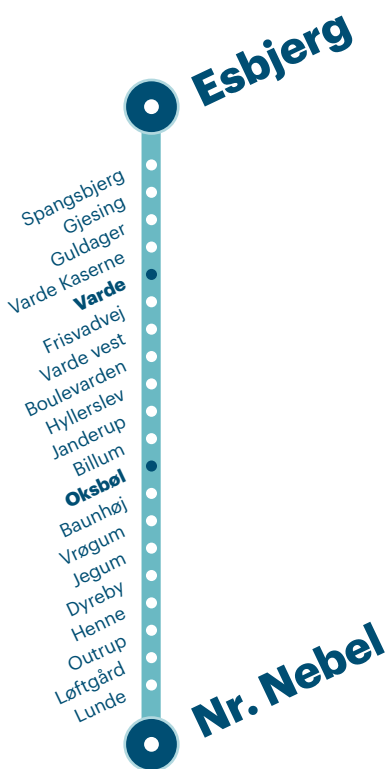 Esbjerg
Spangsbjerg
Gjesing
Guldager
Varde Kaserne
Varde
Frisvadvej
Varde vest
Boulevarden
Hyllerslev
Janderup
Billum
Oksbøl
Baunhøj
Vrøgum
Jegum
Dyreby
Henne
Outrup
Løftgård
Lunde
Nr. Nebel